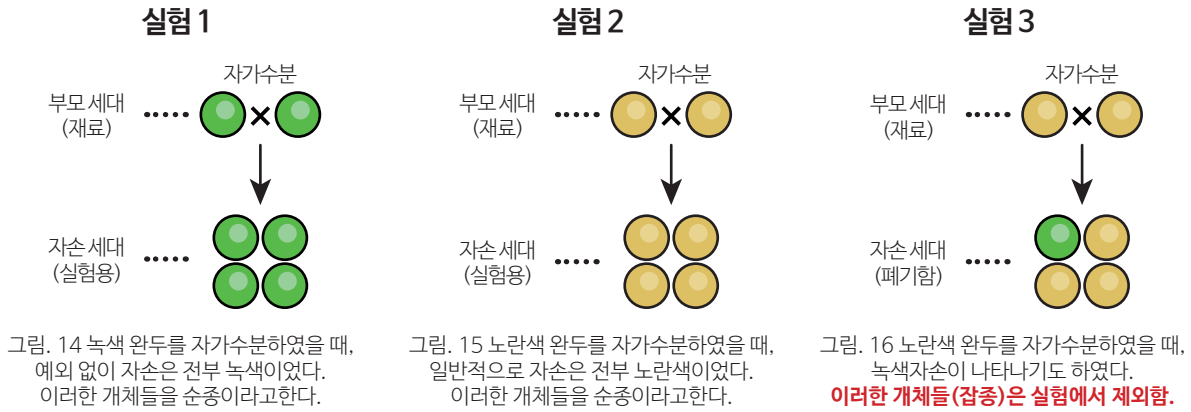 실험 1
자가수분
부모 세대
(재료)
자손 세대
(실험용)
그림. 14 녹색 완두를 자가수분하였을 때,
예외 없이 자손은 전부 녹색이었다.
이러한 개체들을 순종이라고한다.
실험 2
자가수분
부모 세대
(재료)
자손 세대
(실험용)
그림. 15 노란색 완두를 자가수분하였을 때,
일반적으로 자손은 전부 노란색이었다.
이러한 개체들을 순종이라고한다.
실험 3
자가수분
부모 세대
(재료)
자손 세대
(폐기함)
그림. 16 노란색 완두를 자가수분하였을 때,
녹색자손이 나타나기도 하였다.
이러한 개체들(잡종)은 실험에서 제외함.